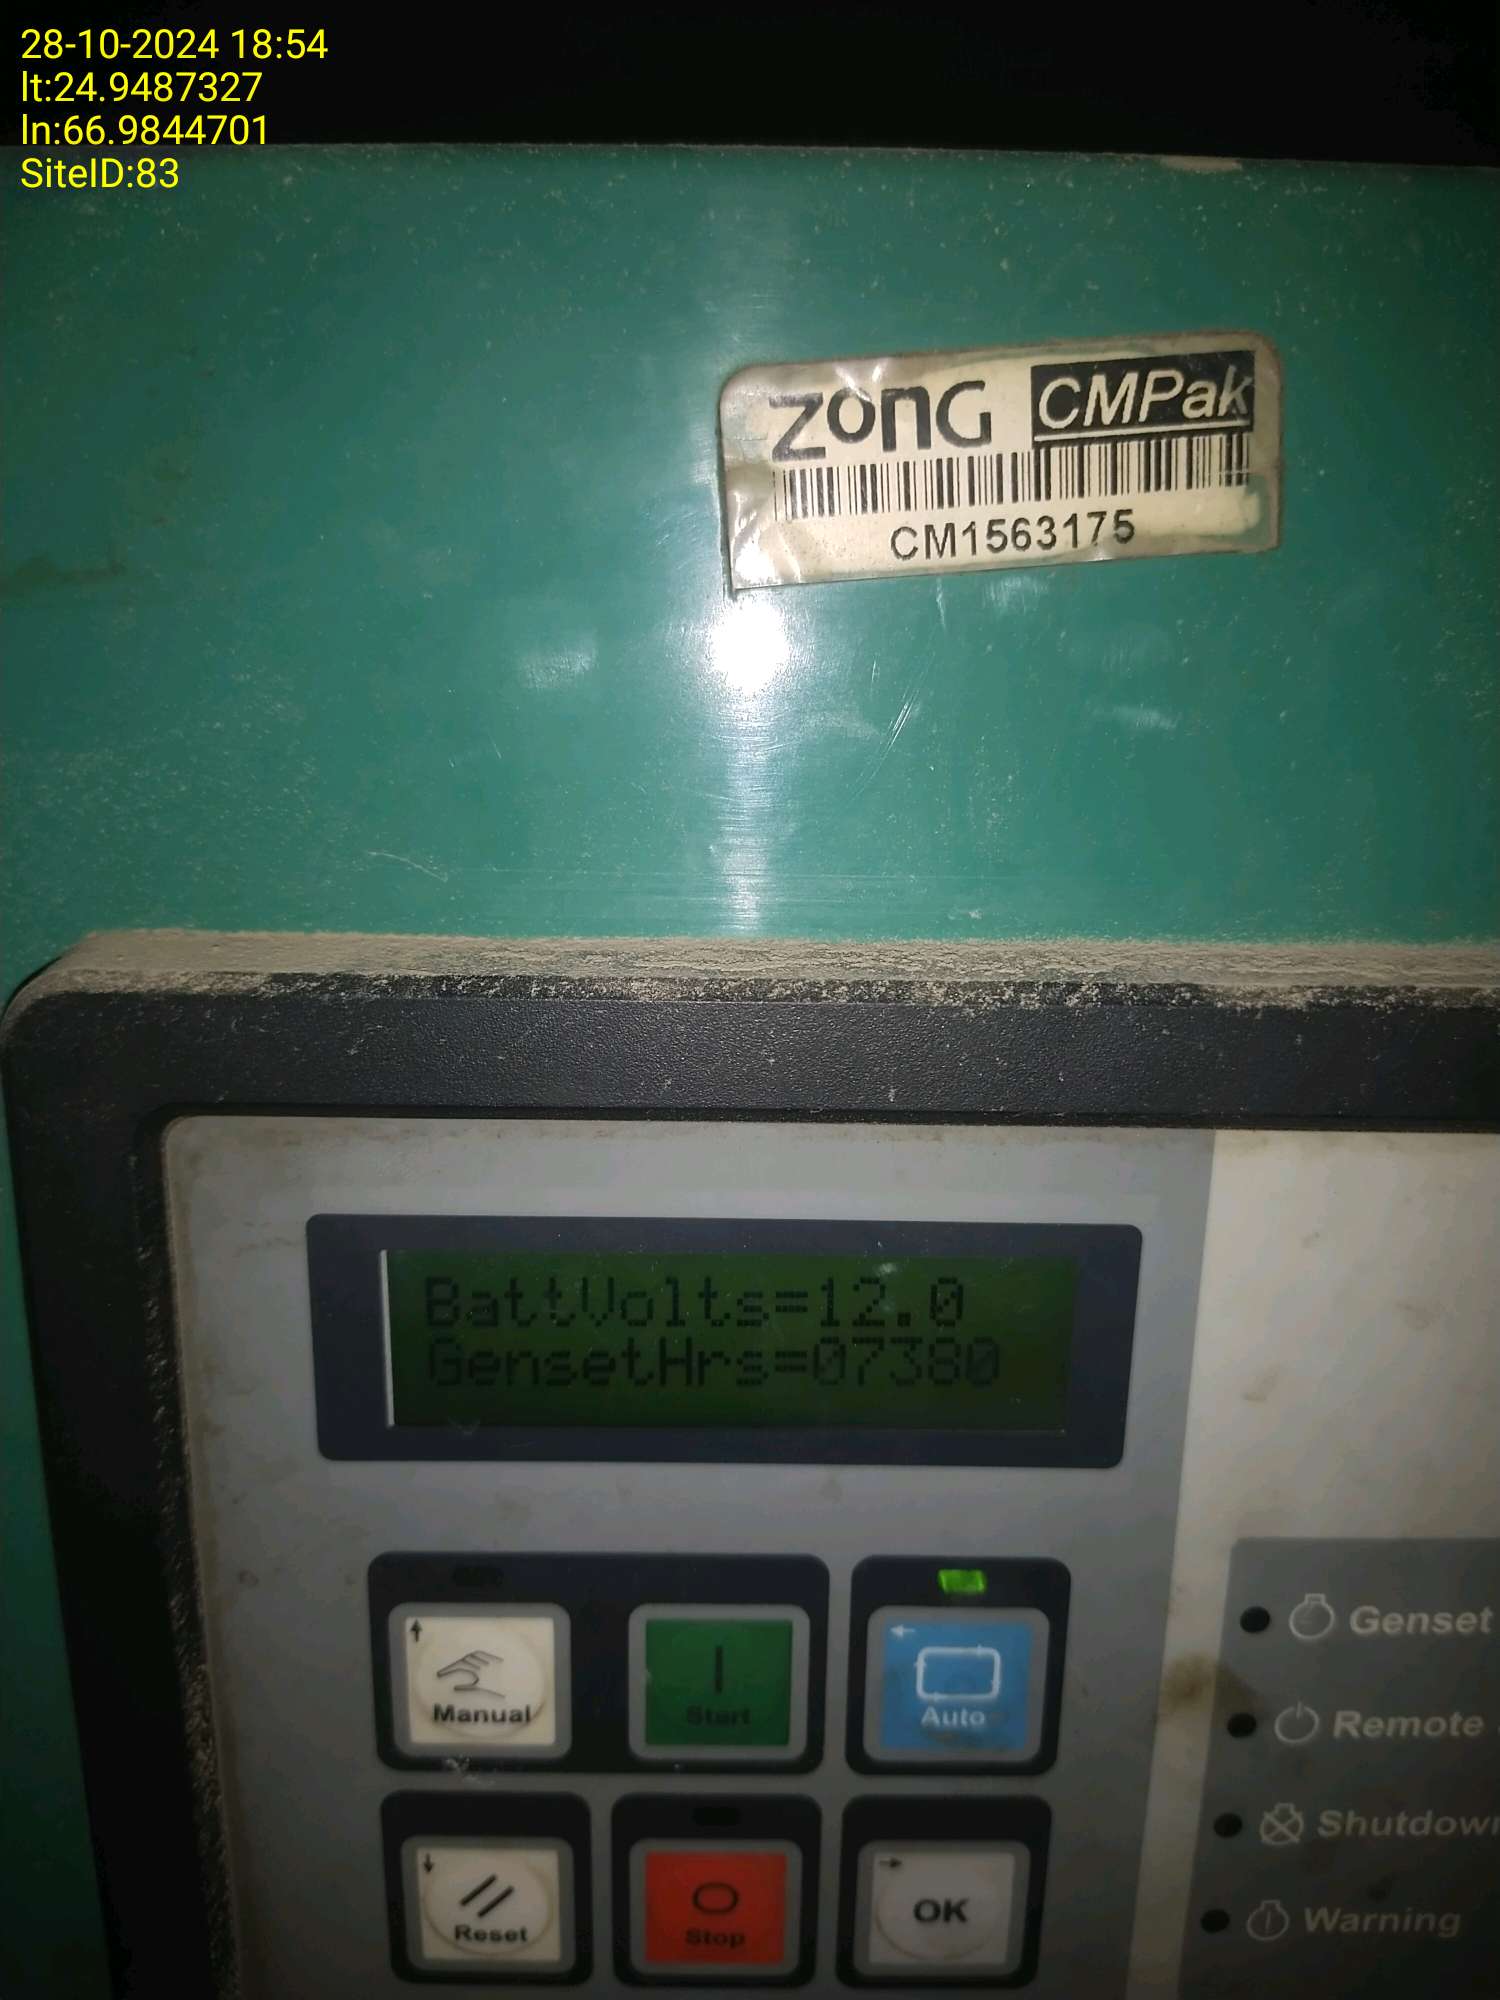 28-10-2024 18:54
lt:24.9487327
ln:66.9844701
SiteID:83
zonG CMPak
CM1563175
BattVolts=12.0
GensetHrs=07380
Manual
Start
Auto
Genset
Remote
Reset
Stop
OK
Shutdown
Warning